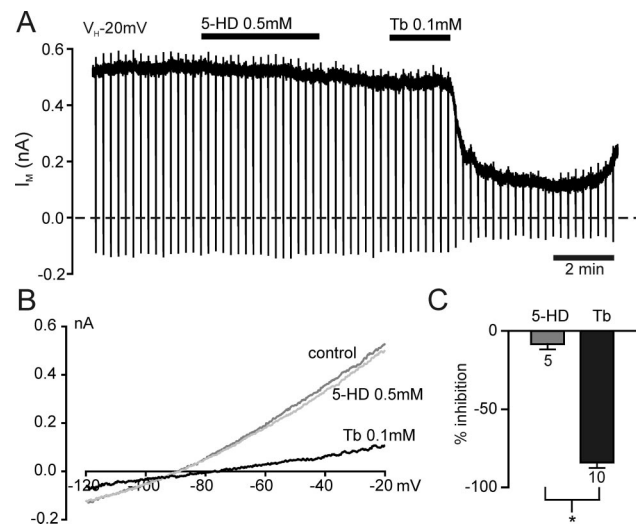 A
V_H-20mV
5-HD 0.5mM
Tb 0.1mM
I_M (nA)
0.6
0.4
0.2
0.0
-0.2
2 min
B
nA
0.6
0.4
0.2
0.0
-0.2
control
5-HD 0.5mM
Tb 0.1mM
-120 -100 -80 -60 -40 -20 mV
C
5-HD Tb
% inhibition
0
-50
-100
5
10
*